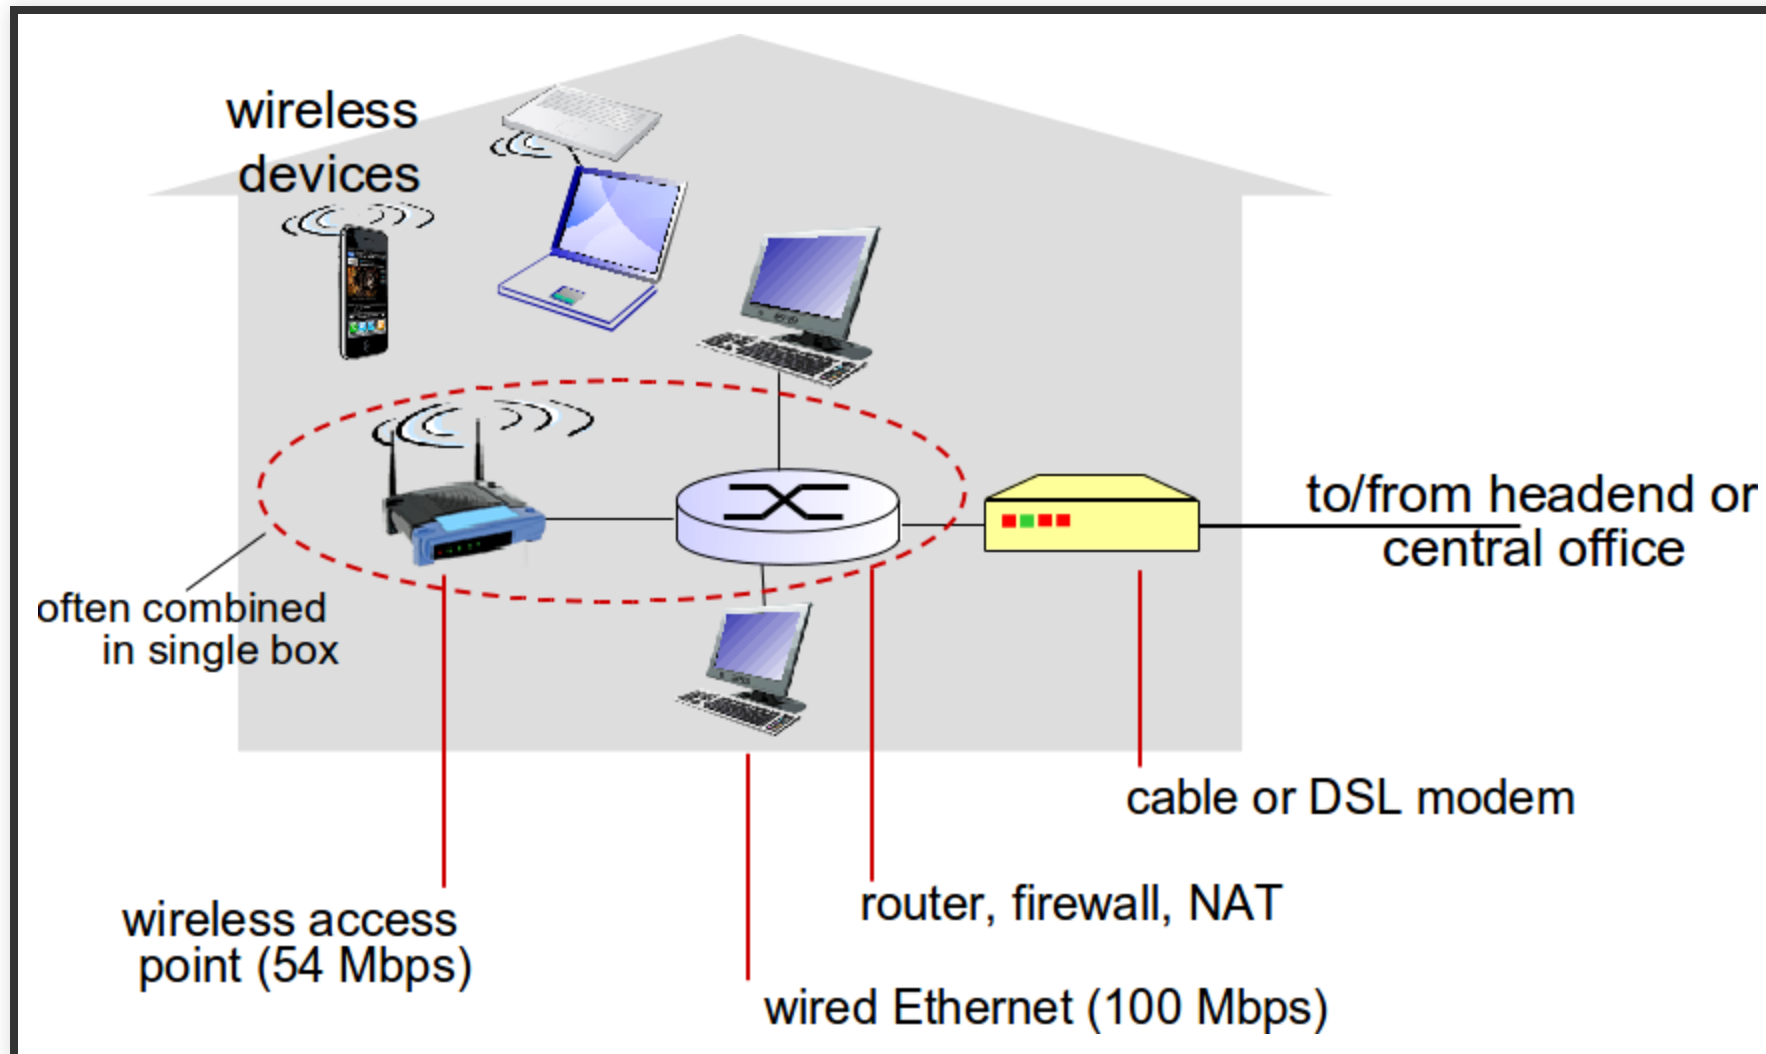 wireless
devices
to/from headend or
central office
often combined
in single box
cable or DSL modem
router, firewall, NAT
wireless access
point (54 Mbps)
wired Ethernet (100 Mbps)